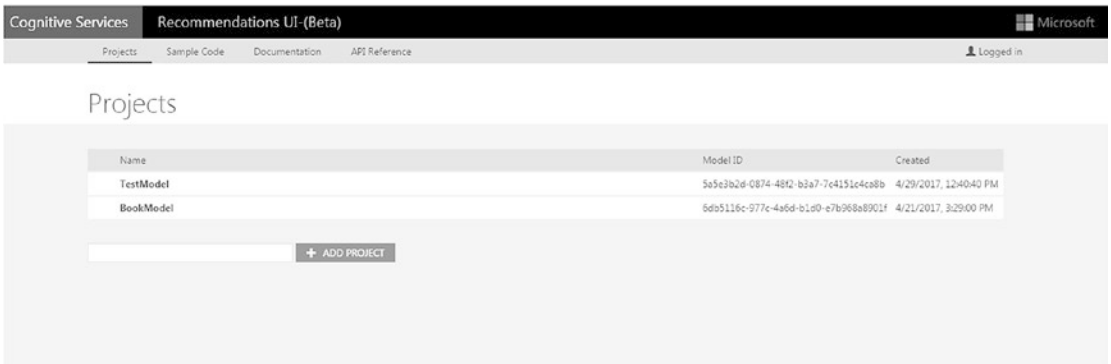 Cognitive Services Recommendations UI-(Beta) Microsoft
Projects Sample Code Documentation API Reference Logged in
Projects
Name Model ID Created
TestModel 5a5e3b2d-0874-48f2-b3a7-7c4151c4ca8b 4/29/2017, 12:40:40 PM
BookModel 6db5116c-977c-4a6d-b1d0-e7b968a8901f 4/21/2017, 3:29:00 PM
+ ADD PROJECT